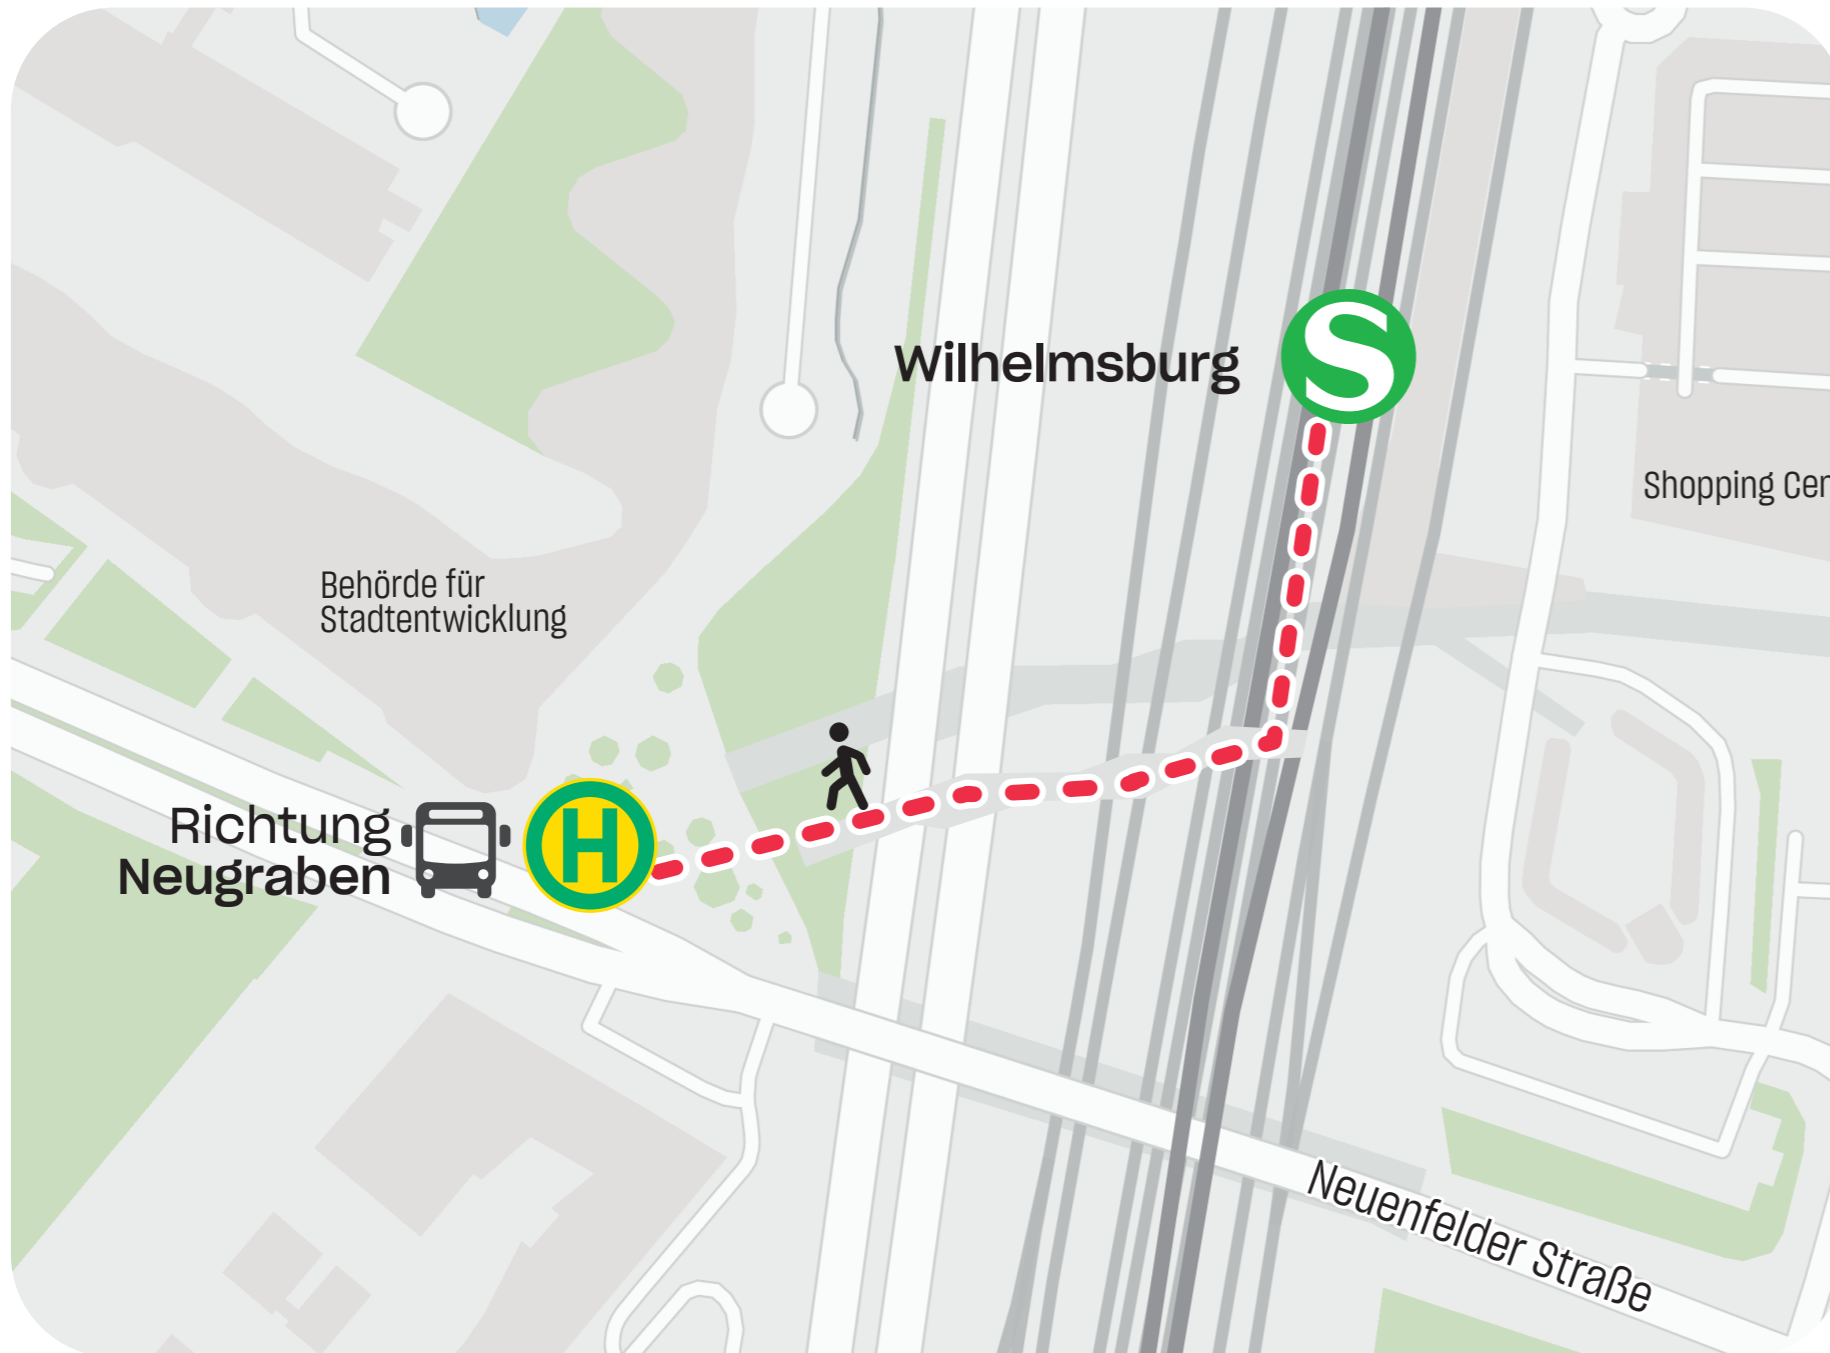 Wilhelmsburg
S
Shopping Cen
Behörde für
Stadtentwicklung
Richtung
Neugraben
H
Neuenfelder Straße